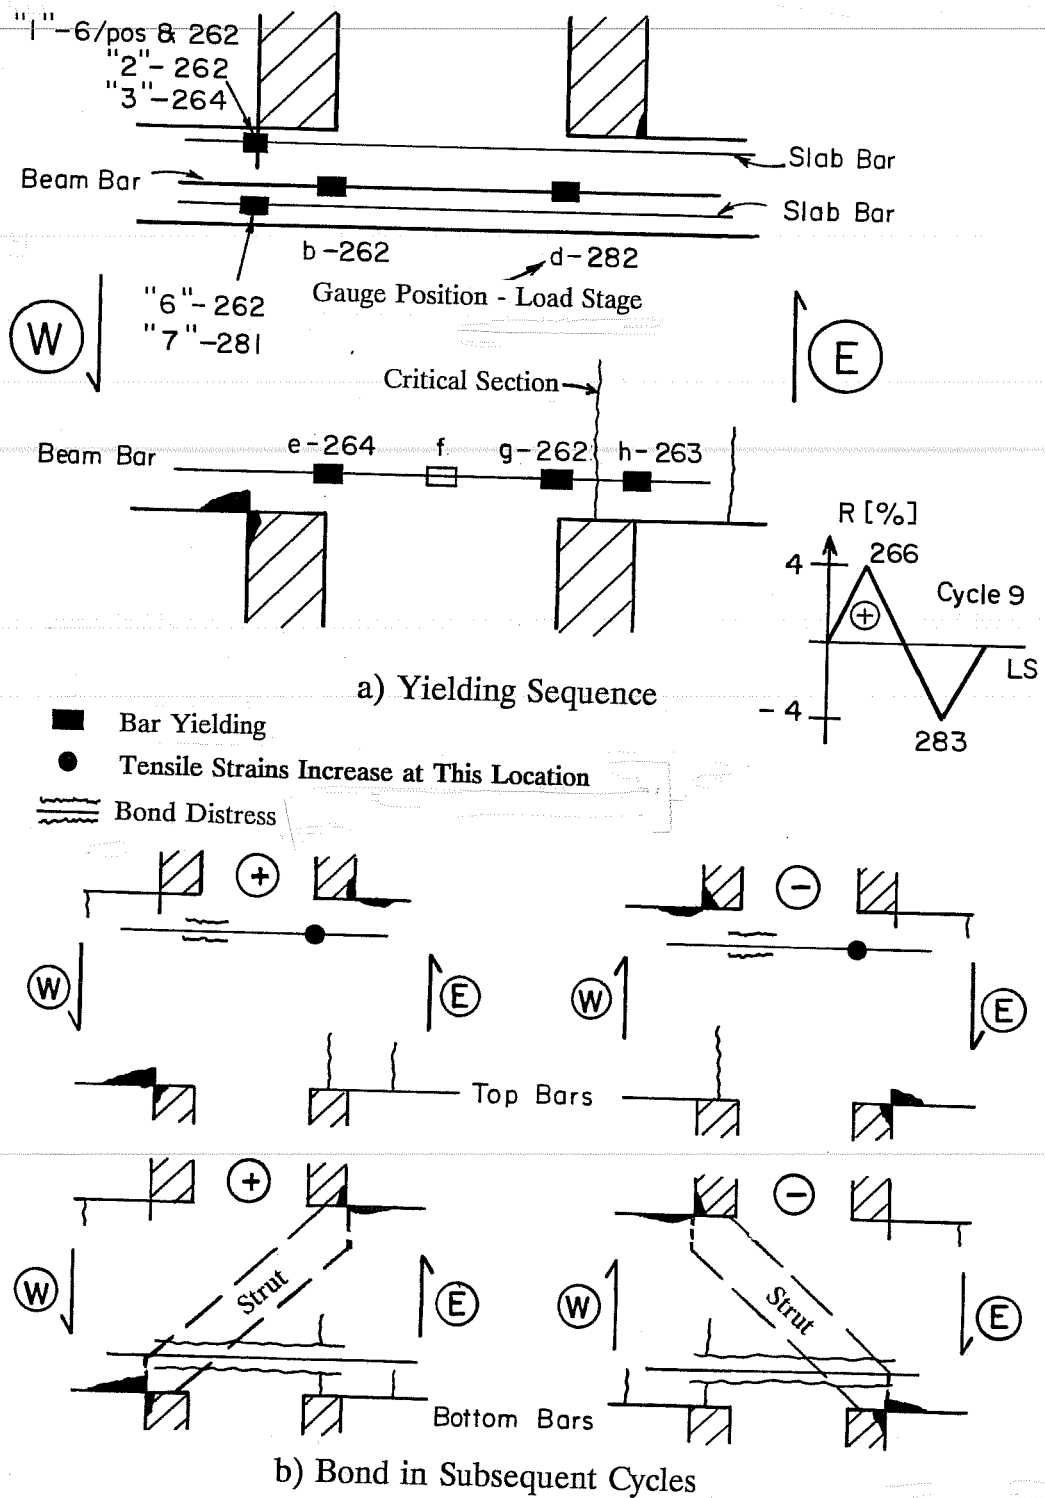 "1"-6/pos & 262
"2"- 262
"3"-264
Slab Bar
Beam Bar
Slab Bar
b-262
d-282
"6"-262
"7"-281
Gauge Position - Load Stage
W
E
Critical Section
Beam Bar
e-264
f
g-262
h-263
R [%]
4
266
+
Cycle 9
LS
-4
283
a) Yielding Sequence
Bar Yielding
Tensile Strains Increase at This Location
Bond Distress
+
-
W
E
W
E
Top Bars
+
-
Strut
Strut
W
E
W
E
Bottom Bars
b) Bond in Subsequent Cycles